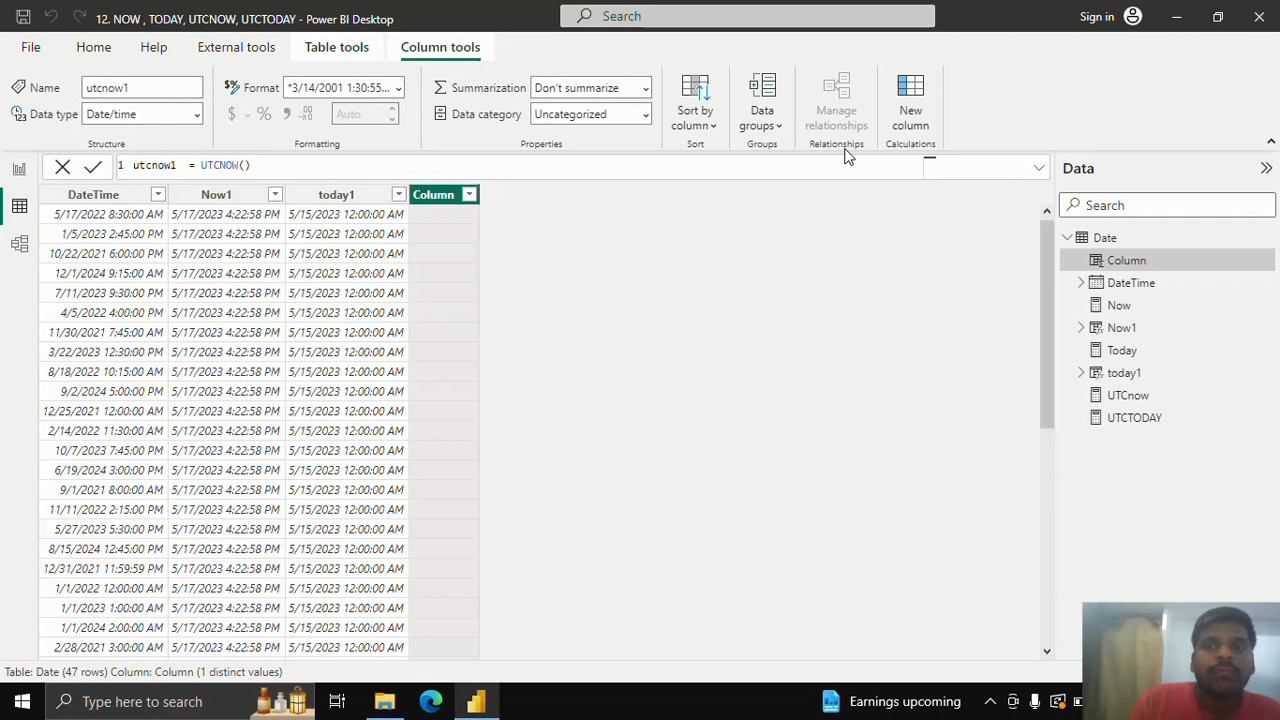 12. NOW , TODAY, UTCNOW, UTCTODAY - Power BI Desktop
Search
Sign in
File Home Help External tools Table tools Column tools
Name utcnow1
Format *3/14/2001 1:30:55...
Summarization Don't summarize
Data type Date/time
$ % Auto
Data category Uncategorized
Sort by column
Data groups
Manage relationships
New column
Structure Formatting Properties Sort Groups Relationships Calculations
1 utcnow1 = UTCNOW()
Data
DateTime Now1 today1 Column
Search
5/17/2022 8:30:00 AM 5/17/2023 4:22:58 PM 5/15/2023 12:00:00 AM
1/5/2023 2:45:00 PM 5/17/2023 4:22:58 PM 5/15/2023 12:00:00 AM
10/22/2021 6:00:00 PM 5/17/2023 4:22:58 PM 5/15/2023 12:00:00 AM
12/1/2024 9:15:00 AM 5/17/2023 4:22:58 PM 5/15/2023 12:00:00 AM
7/11/2023 9:30:00 PM 5/17/2023 4:22:58 PM 5/15/2023 12:00:00 AM
4/5/2022 4:00:00 PM 5/17/2023 4:22:58 PM 5/15/2023 12:00:00 AM
11/30/2021 7:45:00 AM 5/17/2023 4:22:58 PM 5/15/2023 12:00:00 AM
3/22/2023 12:30:00 PM 5/17/2023 4:22:58 PM 5/15/2023 12:00:00 AM
8/18/2022 10:15:00 AM 5/17/2023 4:22:58 PM 5/15/2023 12:00:00 AM
9/2/2024 5:00:00 PM 5/17/2023 4:22:58 PM 5/15/2023 12:00:00 AM
12/25/2021 12:00:00 AM 5/17/2023 4:22:58 PM 5/15/2023 12:00:00 AM
2/14/2022 11:30:00 AM 5/17/2023 4:22:58 PM 5/15/2023 12:00:00 AM
10/7/2023 7:45:00 PM 5/17/2023 4:22:58 PM 5/15/2023 12:00:00 AM
6/19/2024 3:00:00 PM 5/17/2023 4:22:58 PM 5/15/2023 12:00:00 AM
9/1/2021 8:00:00 AM 5/17/2023 4:22:58 PM 5/15/2023 12:00:00 AM
11/11/2022 2:15:00 PM 5/17/2023 4:22:58 PM 5/15/2023 12:00:00 AM
5/27/2023 5:30:00 PM 5/17/2023 4:22:58 PM 5/15/2023 12:00:00 AM
8/15/2024 12:45:00 PM 5/17/2023 4:22:58 PM 5/15/2023 12:00:00 AM
12/31/2021 11:59:59 PM 5/17/2023 4:22:58 PM 5/15/2023 12:00:00 AM
1/1/2022 12:00:00 AM 5/17/2023 4:22:58 PM 5/15/2023 12:00:00 AM
1/1/2023 1:00:00 AM 5/17/2023 4:22:58 PM 5/15/2023 12:00:00 AM
1/1/2024 2:00:00 AM 5/17/2023 4:22:58 PM 5/15/2023 12:00:00 AM
2/28/2021 3:00:00 AM 5/17/2023 4:22:58 PM 5/15/2023 12:00:00 AM
Date
Column
DateTime
Now
Now1
Today
today1
UTCnow
UTCTODAY
Table: Date (47 rows) Column: Column (1 distinct values)
Type here to search
Earnings upcoming